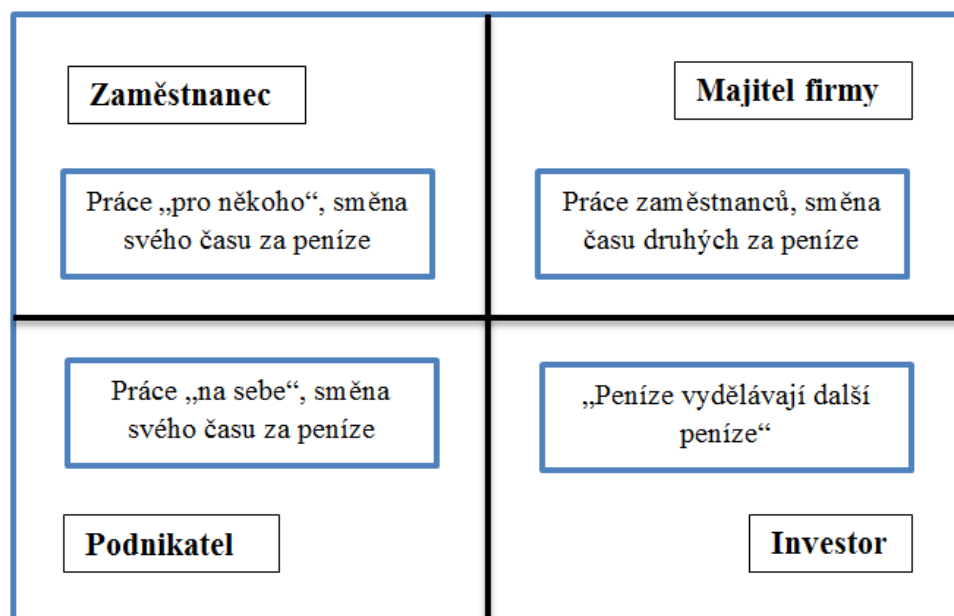 Zaměstnanec
Majitel firmy
Práce „pro někoho“, směna
svého času za peníze
Práce zaměstnanců, směna
času druhých za peníze
Práce „na sebe“, směna
svého času za peníze
„Peníze vydělávají další
peníze“
Podnikatel
Investor